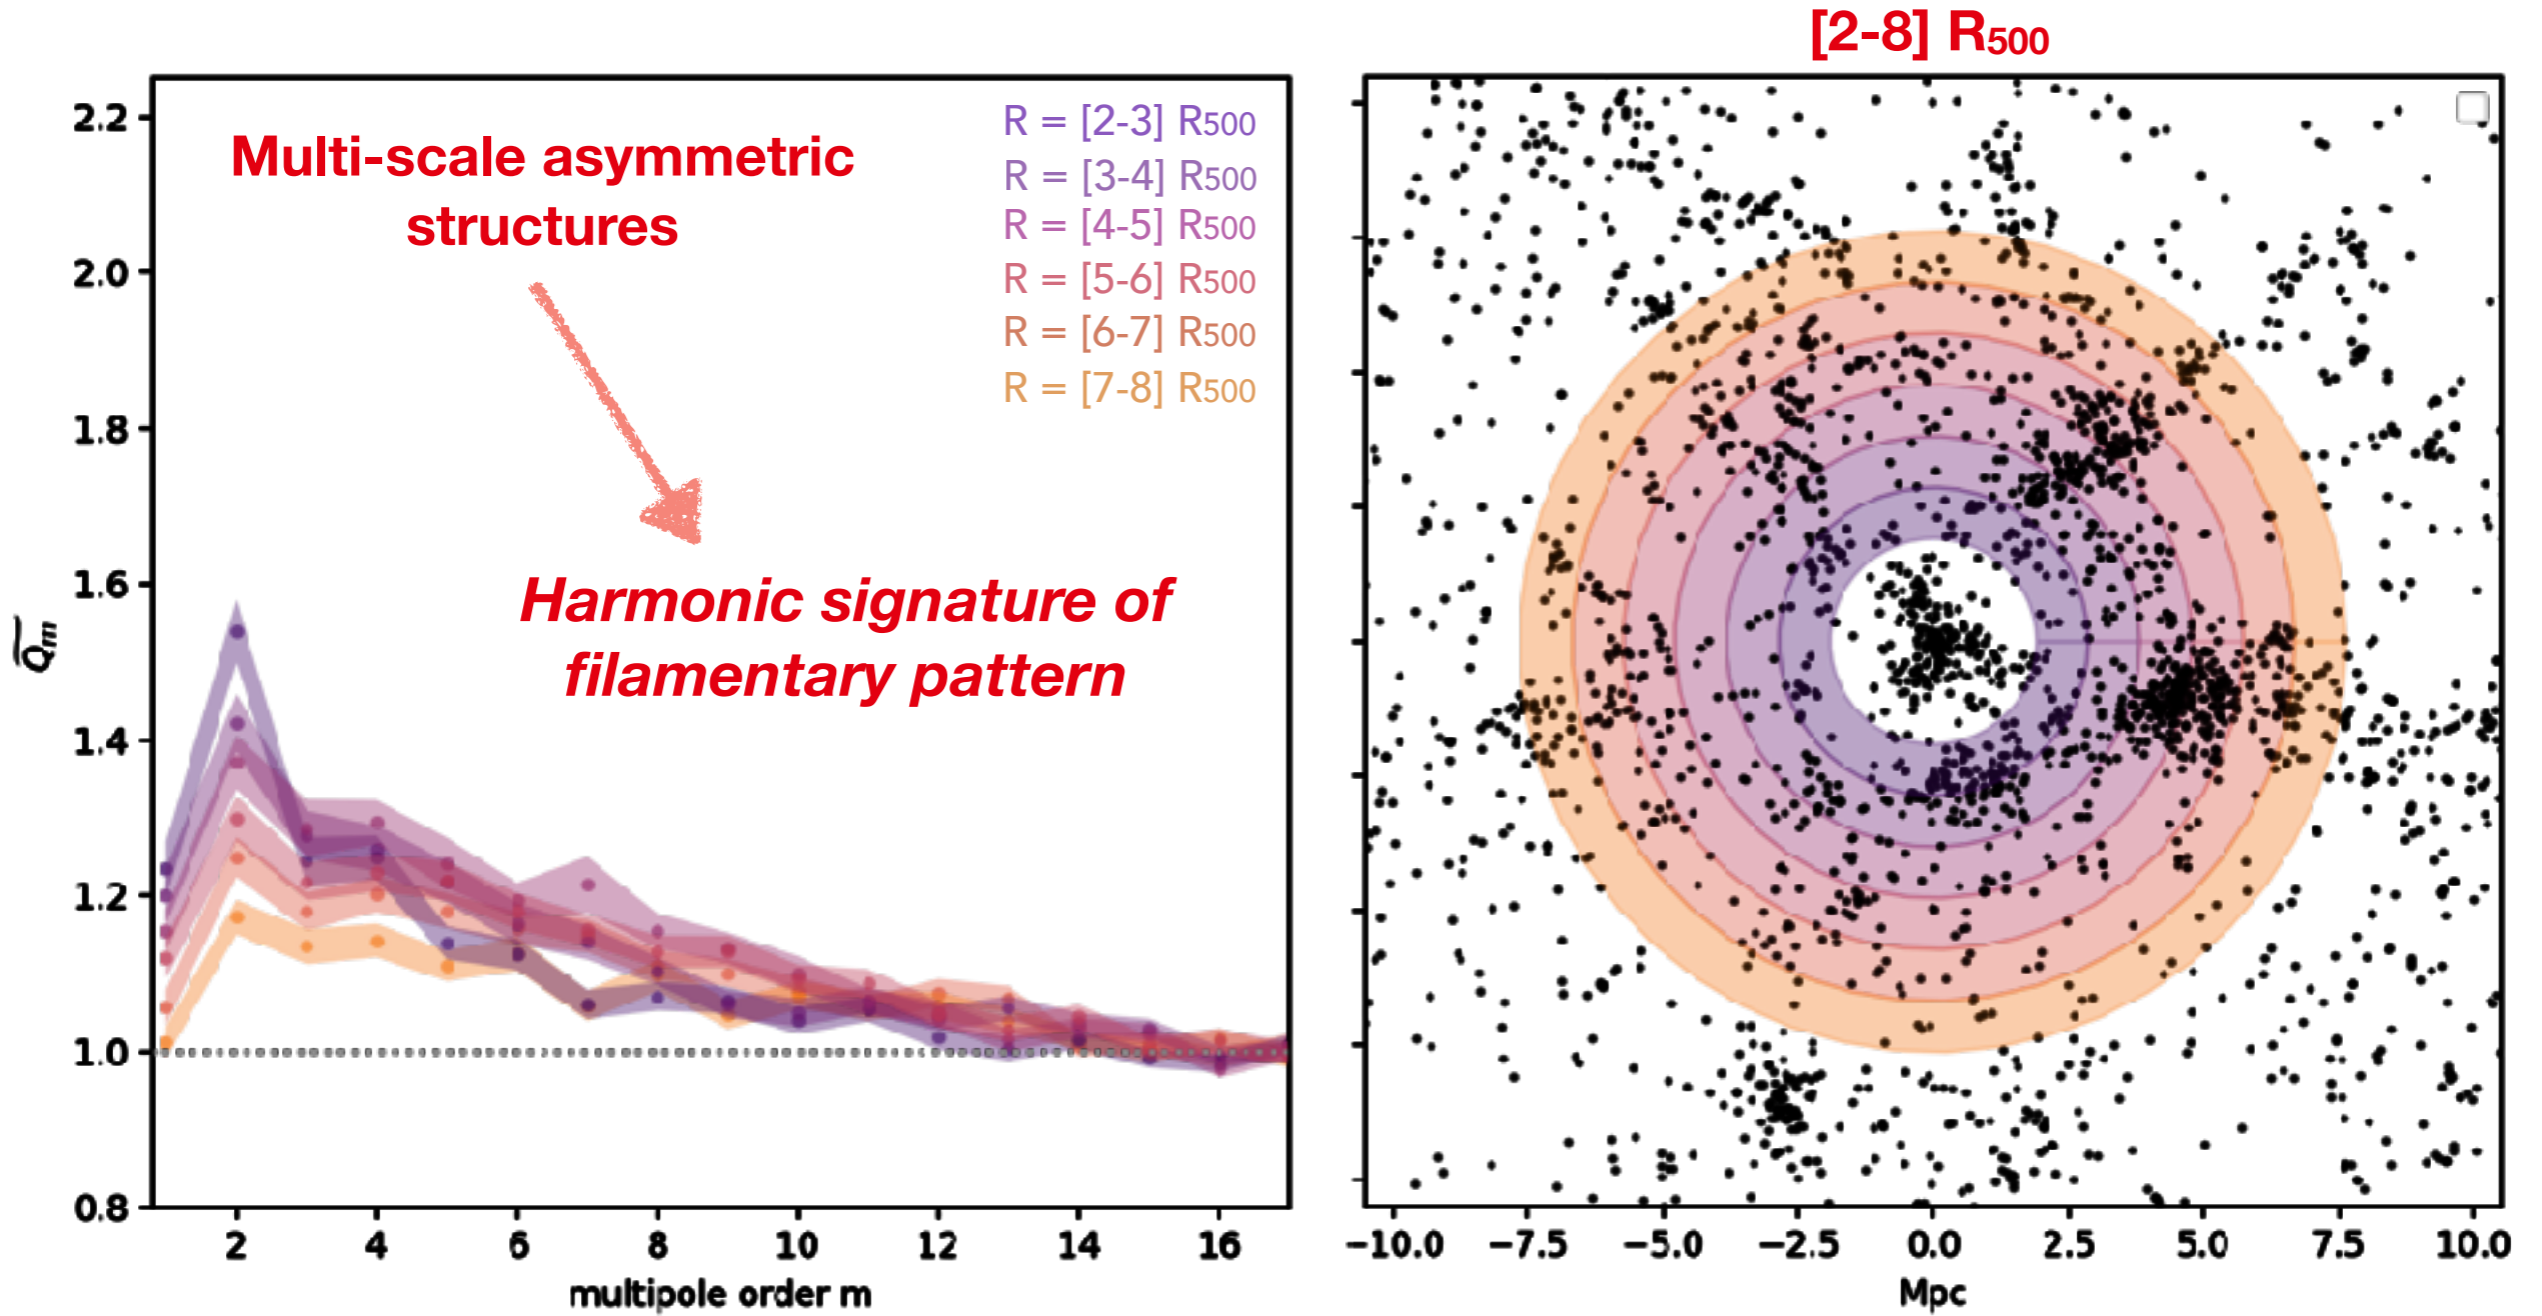 [2-8] R500
Multi-scale asymmetric
structures
R = [2-3] R500
R = [3-4] R500
R = [4-5] R500
R = [5-6] R500
R = [6-7] R500
R = [7-8] R500
Harmonic signature of
filamentary pattern
2.2
2.0
1.8
1.6
1.4
1.2
1.0
0.8
Q̃m
2 4 6 8 10 12 14 16
multipole order m
−10.0 −7.5 −5.0 −2.5 0.0 2.5 5.0 7.5 10.0
Mpc